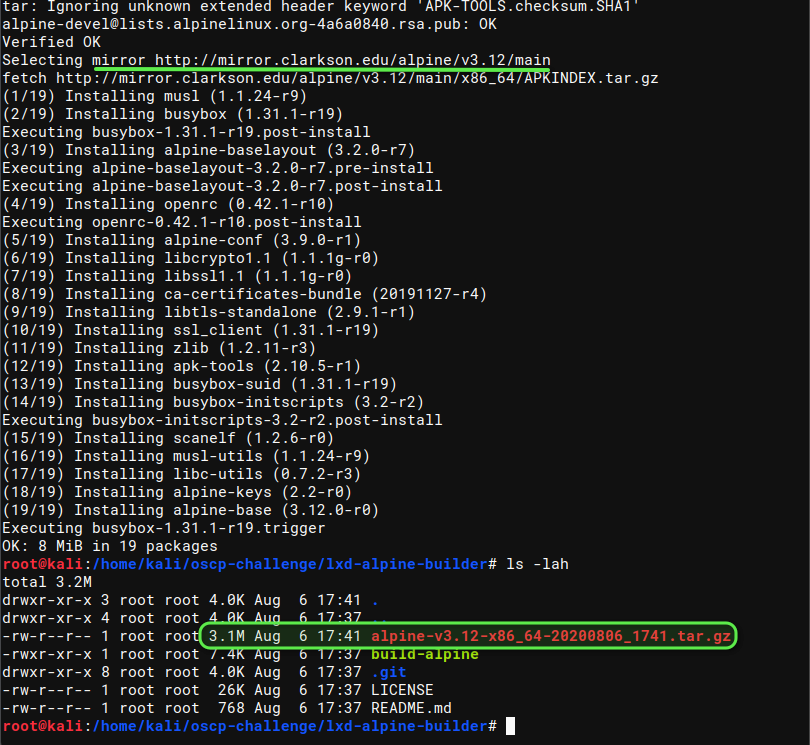 tar: Ignoring unknown extended header keyword 'APK-TOOLS.checksum.SHA1'
alpine-devel@lists.alpinelinux.org-4a6a0840.rsa.pub: OK
Verified OK
Selecting mirror http://mirror.clarkson.edu/alpine/v3.12/main
fetch http://mirror.clarkson.edu/alpine/v3.12/main/x86_64/APKINDEX.tar.gz
(1/19) Installing musl (1.1.24-r9)
(2/19) Installing busybox (1.31.1-r19)
Executing busybox-1.31.1-r19.post-install
(3/19) Installing alpine-baselayout (3.2.0-r7)
Executing alpine-baselayout-3.2.0-r7.pre-install
Executing alpine-baselayout-3.2.0-r7.post-install
(4/19) Installing openrc (0.42.1-r10)
Executing openrc-0.42.1-r10.post-install
(5/19) Installing alpine-conf (3.9.0-r1)
(6/19) Installing libcrypto1.1 (1.1.1g-r0)
(7/19) Installing libssl1.1 (1.1.1g-r0)
(8/19) Installing ca-certificates-bundle (20191127-r4)
(9/19) Installing libtls-standalone (2.9.1-r1)
(10/19) Installing ssl_client (1.31.1-r19)
(11/19) Installing zlib (1.2.11-r3)
(12/19) Installing apk-tools (2.10.5-r1)
(13/19) Installing busybox-suid (1.31.1-r19)
(14/19) Installing busybox-initscripts (3.2-r2)
Executing busybox-initscripts-3.2-r2.post-install
(15/19) Installing scanelf (1.2.6-r0)
(16/19) Installing musl-utils (1.1.24-r9)
(17/19) Installing libc-utils (0.7.2-r3)
(18/19) Installing alpine-keys (2.2-r0)
(19/19) Installing alpine-base (3.12.0-r0)
Executing busybox-1.31.1-r19.trigger
OK: 8 MiB in 19 packages
root@kali:/home/kali/oscp-challenge/lxd-alpine-builder# ls -lah
total 3.2M
drwxr-xr-x 3 root root 4.0K Aug  6 17:41 .
drwxr-xr-x 4 root root 4.0K Aug  6 17:37 ..
-rw-r--r-- 1 root root 3.1M Aug  6 17:41 alpine-v3.12-x86_64-20200806_1741.tar.gz
-rwxr-xr-x 1 root root 7.4K Aug  6 17:37 build-alpine
drwxr-xr-x 8 root root 4.0K Aug  6 17:37 .git
-rw-r--r-- 1 root root  26K Aug  6 17:37 LICENSE
-rw-r--r-- 1 root root  768 Aug  6 17:37 README.md
root@kali:/home/kali/oscp-challenge/lxd-alpine-builder#